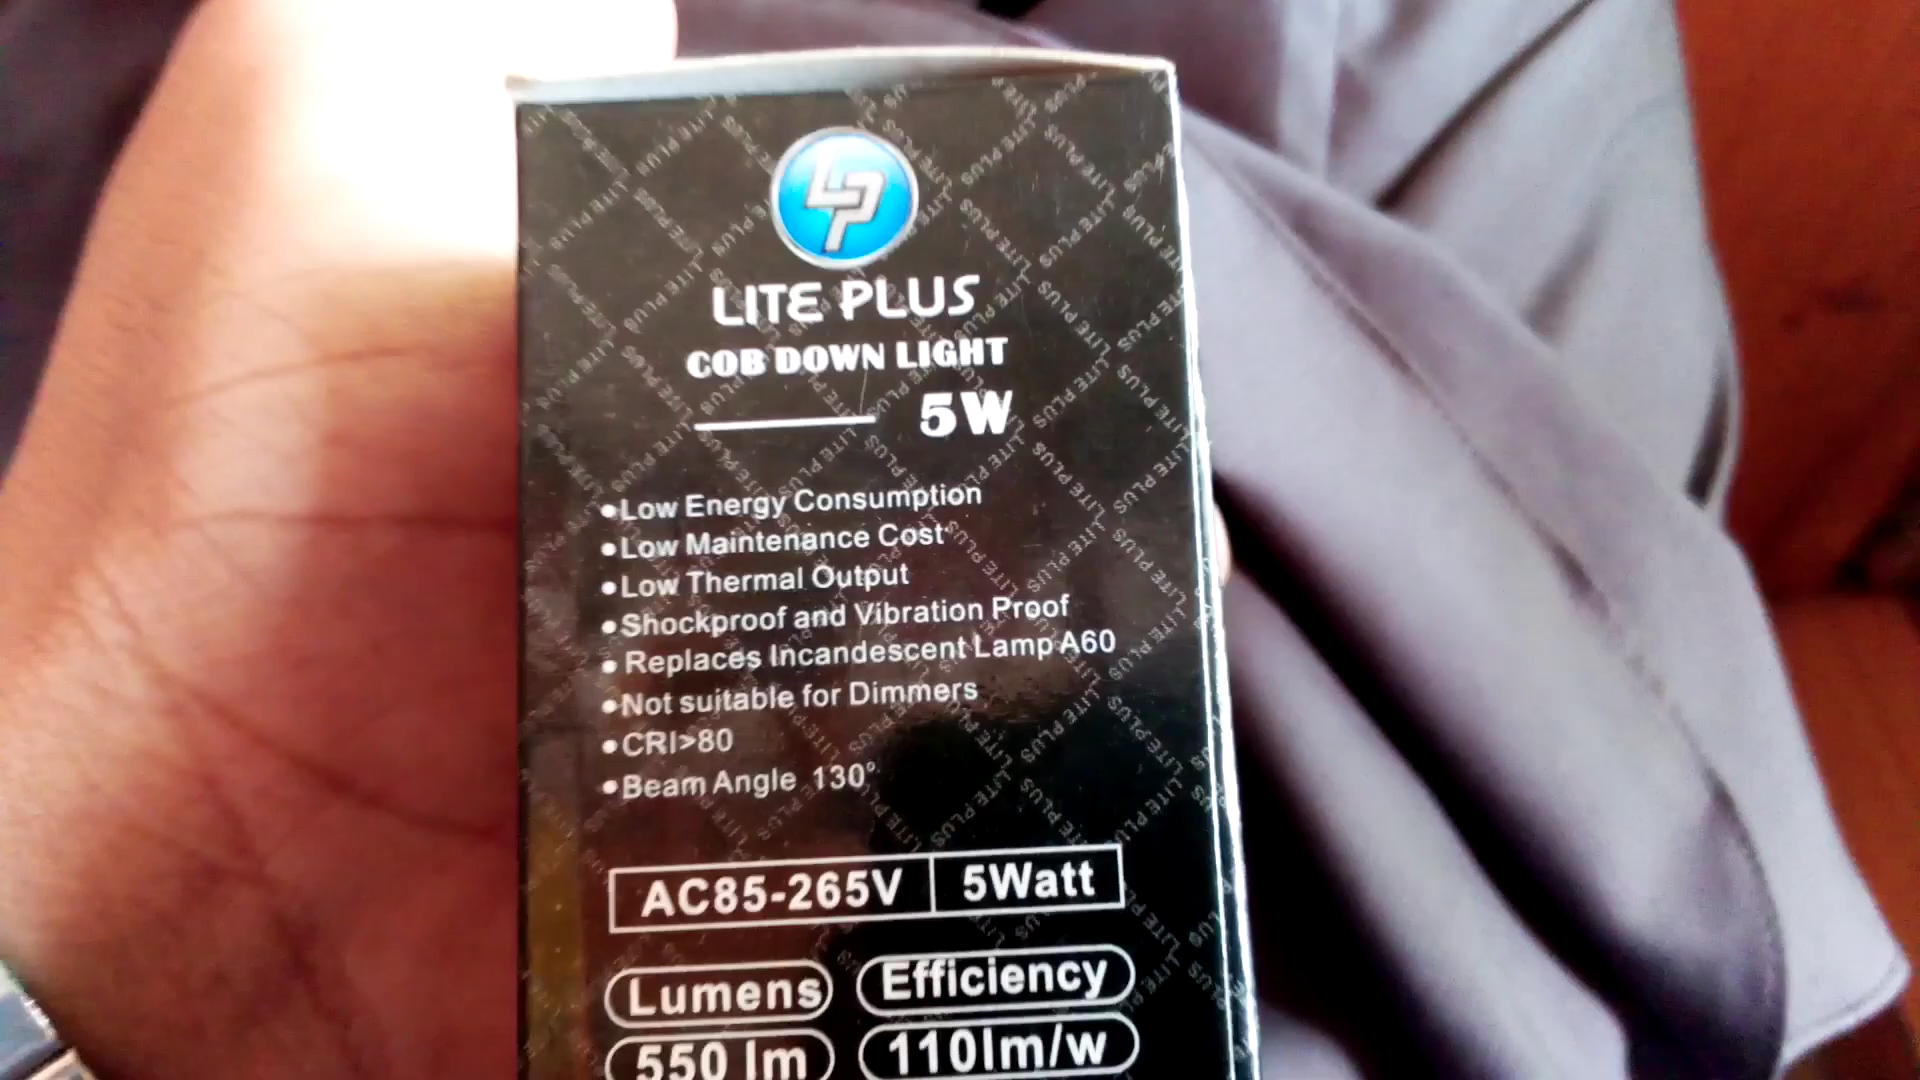 LP
LITE PLUS
COB DOWN LIGHT
5W
•Low Energy Consumption
•Low Maintenance Cost
•Low Thermal Output
•Shockproof and Vibration Proof
• Replaces Incandescent Lamp A60
•Not suitable for Dimmers
•CRI>80
•Beam Angle 130°
AC85-265V 5Watt
Lumens Efficiency
550 lm 110lm/w